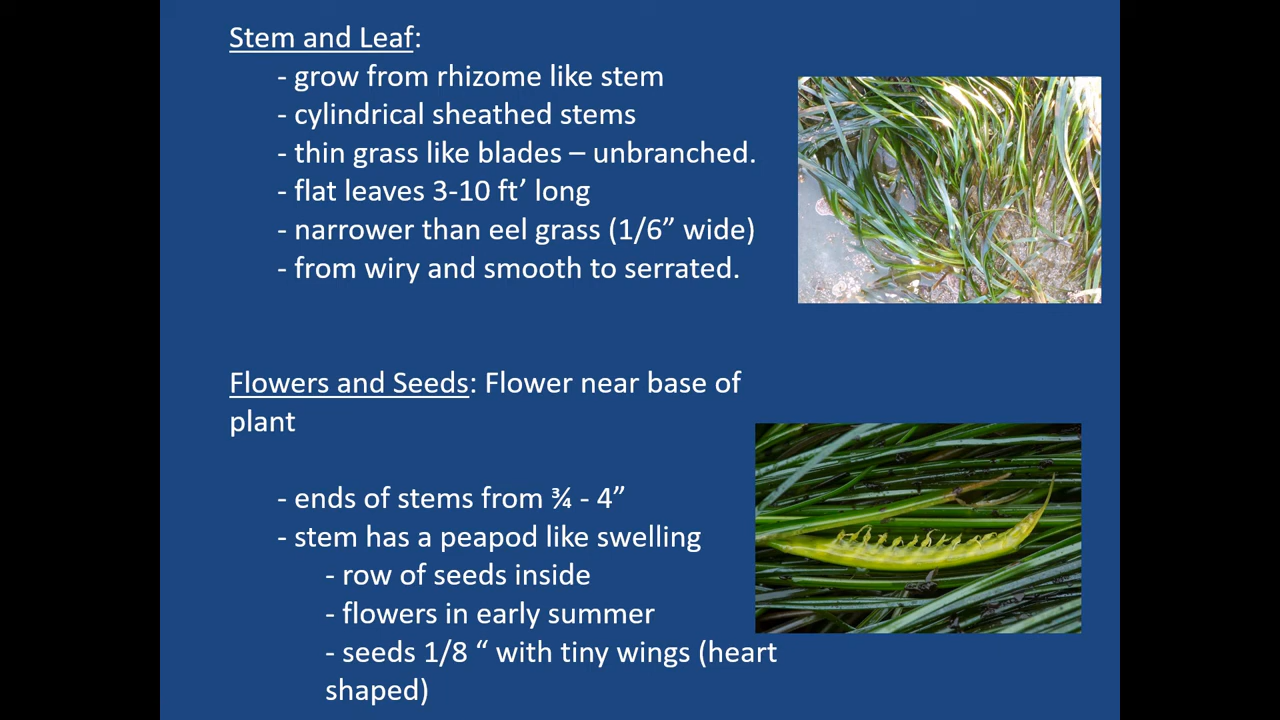 Stem and Leaf:
- grow from rhizome like stem
- cylindrical sheathed stems
- thin grass like blades – unbranched.
- flat leaves 3-10 ft’ long
- narrower than eel grass (1/6” wide)
- from wiry and smooth to serrated.
Flowers and Seeds: Flower near base of
plant
- ends of stems from ¾ - 4”
- stem has a peapod like swelling
- row of seeds inside
- flowers in early summer
- seeds 1/8 “ with tiny wings (heart
shaped)